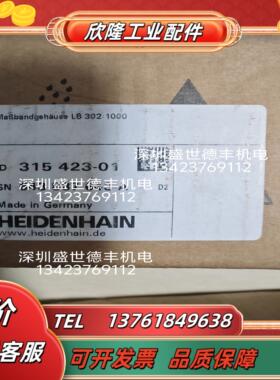 欣隆工业配件
Maßbandgehäuse LB 302-1000
D 315 423-01
深圳盛世德丰机电
13423769112
SN
D2
Made in Germany
深圳盛世德丰机电
HEIDENHAIN
13423769112
www.heidenhain.de
深圳盛世德丰机电
13423769112
价
客服
TEL 13761849638
可开发票 品质保障